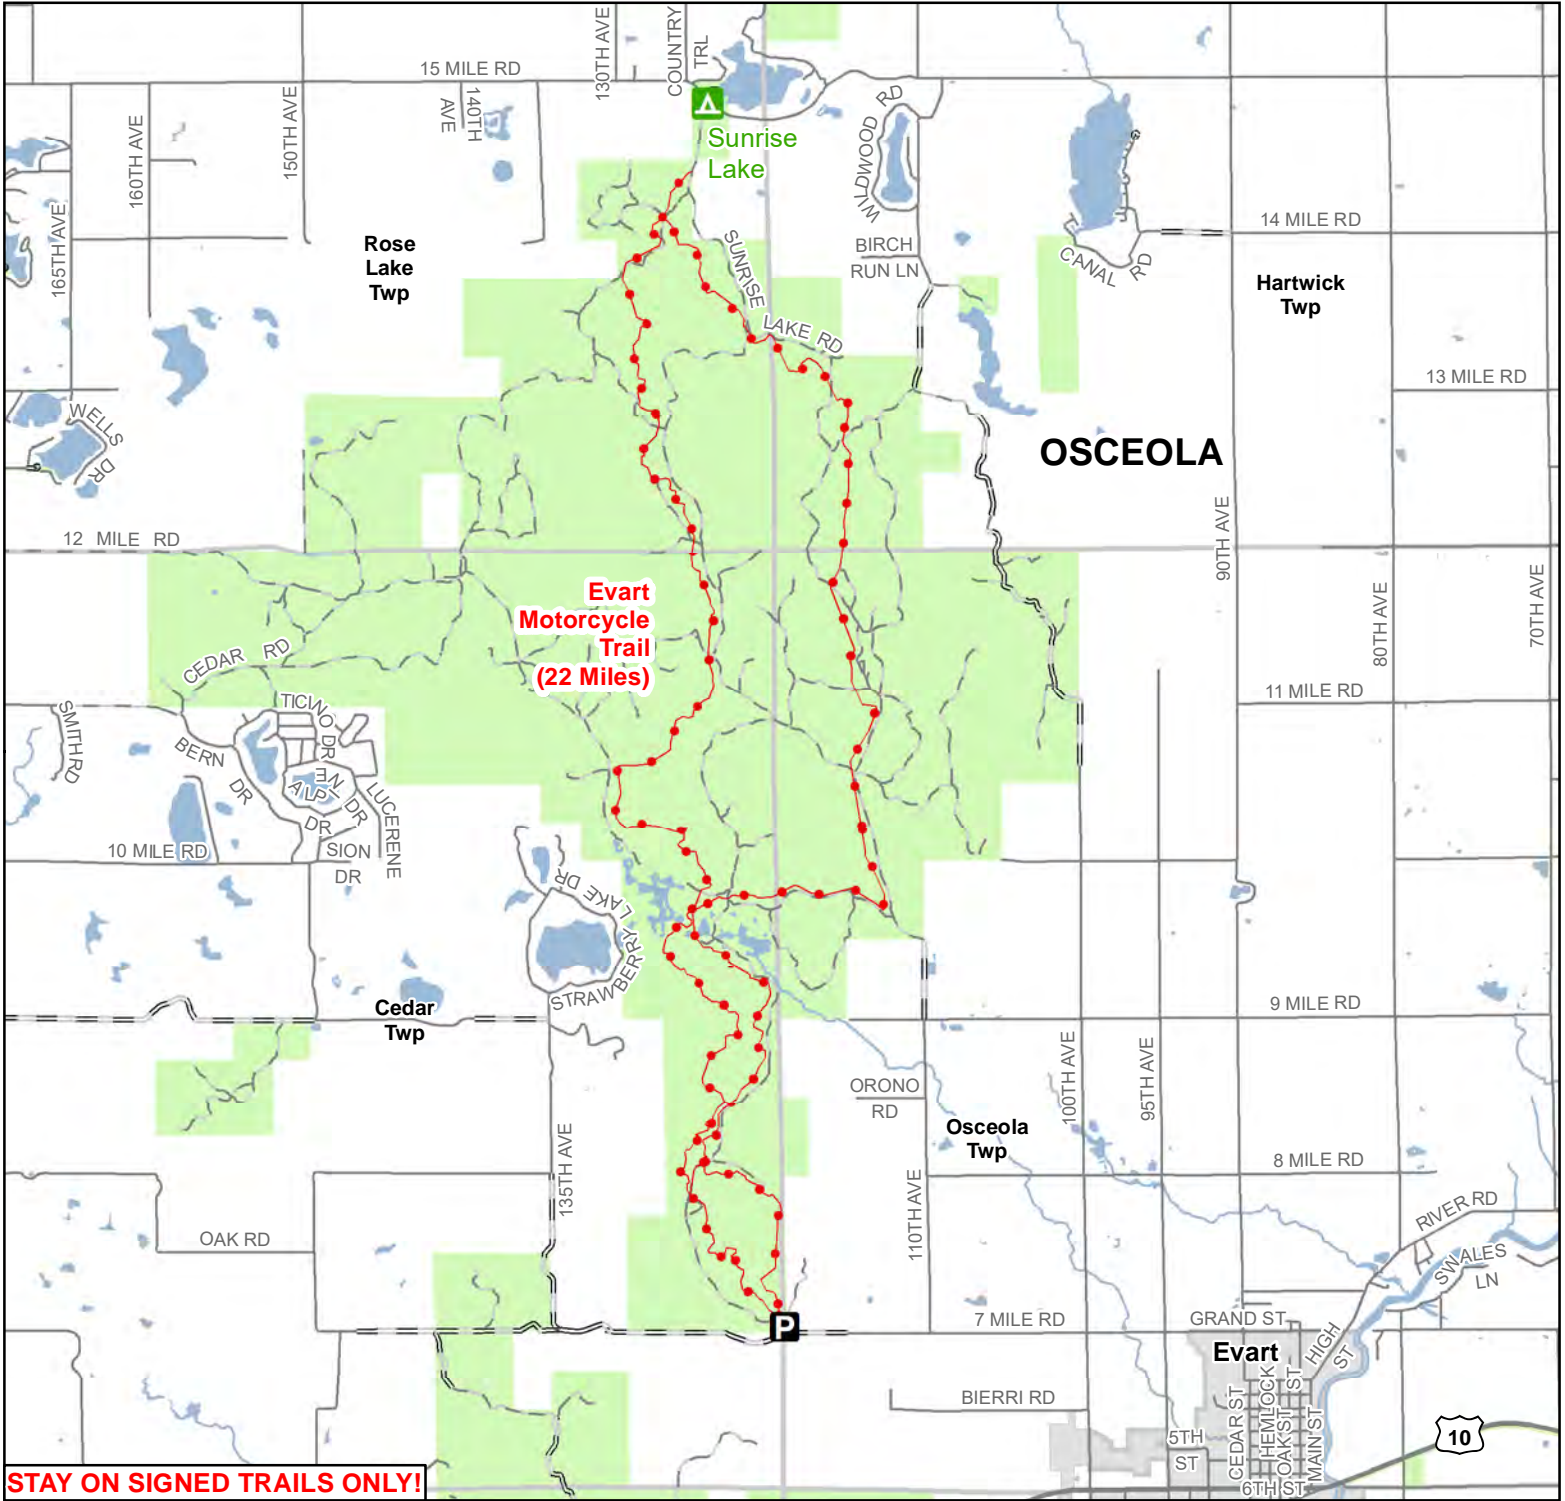 15 MILE RD
130TH AVE
COUNTRY
TRL
140TH
AVE
150TH AVE
160TH AVE
165TH AVE
Sunrise
Lake
WILDWOOD RD
14 MILE RD
CANAL RD
BIRCH
RUN LN
Rose
Lake
Twp
Hartwick
Twp
SUNRISE
LAKE RD
13 MILE RD
WELLS
DR
OSCEOLA
12 MILE RD
90TH AVE
80TH AVE
70TH AVE
Evart
Motorcycle
Trail
(22 Miles)
CEDAR RD
11 MILE RD
SMITH RD
BERN
DR
TICINO DR
ALPINE
DR
LUCERENE
DR
SION
DR
10 MILE RD
STRAWBERRY LAKE DR
9 MILE RD
Cedar
Twp
100TH AVE
95TH AVE
ORONO
RD
Osceola
Twp
8 MILE RD
135TH AVE
110TH AVE
OAK RD
RIVER RD
SWALES
LN
P
7 MILE RD
GRAND ST
HIGH
ST
Evart
BIERRI RD
CEDAR ST
HEMLOCK
ST
OAK ST
MAIN ST
5TH
ST
6TH ST
10
STAY ON SIGNED TRAILS ONLY!